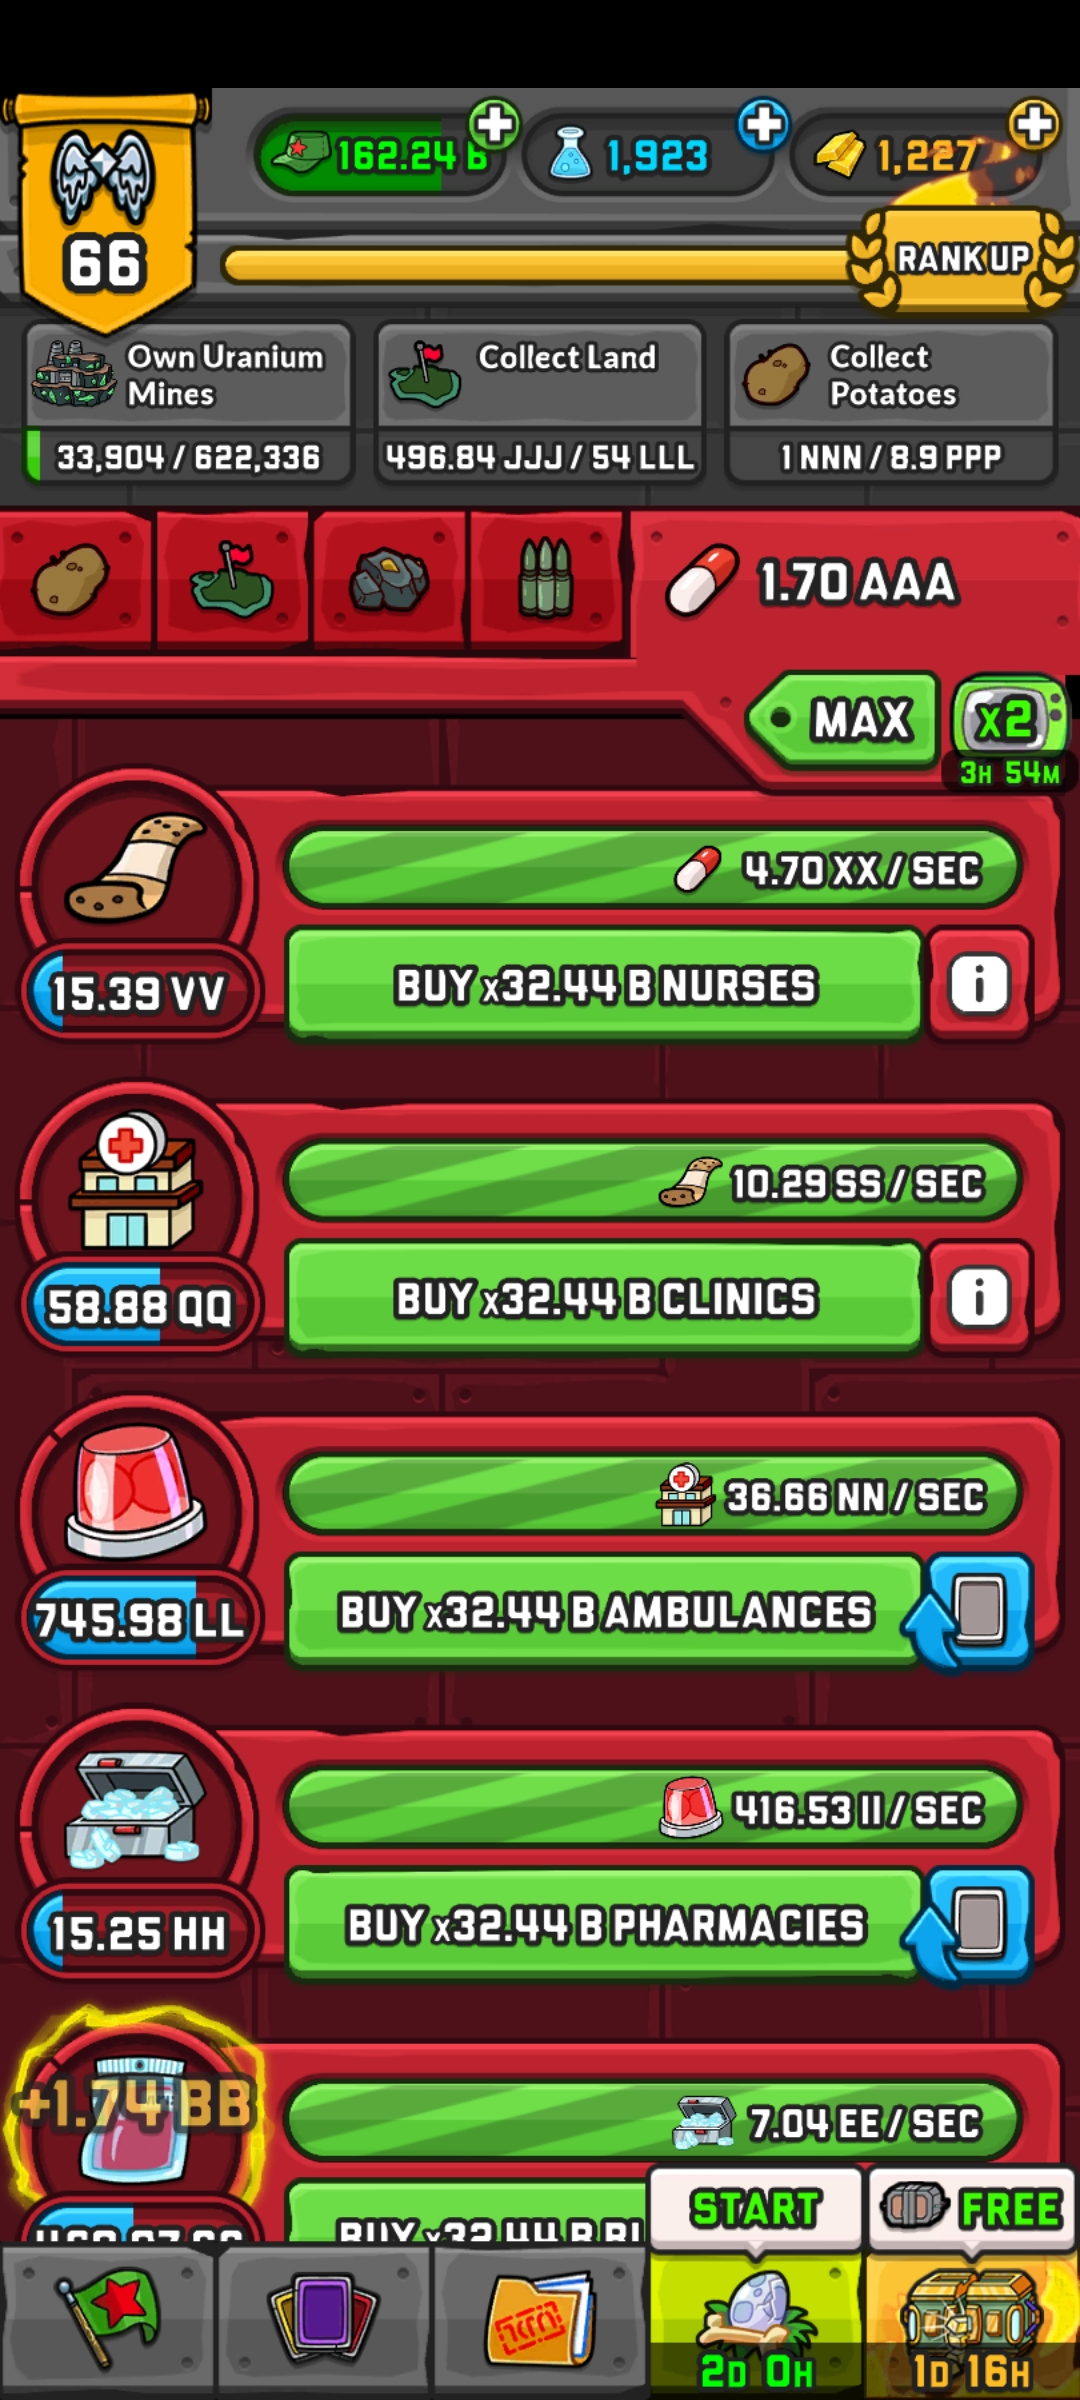 162.24 B
1,923
1,227
66
RANK UP
Own Uranium
Mines
33,904 / 622,336
Collect Land
496.84 JJJ / 54 LLL
Collect
Potatoes
1 NNN / 8.9 PPP
1.70 AAA
MAX
x2
3H 54M
4.70 XX / SEC
15.39 VV
BUY x32.44 B NURSES
i
10.29 SS / SEC
58.88 QQ
BUY x32.44 B CLINICS
i
36.66 NN / SEC
745.98 LL
BUY x32.44 B AMBULANCES
416.53 II / SEC
15.25 HH
BUY x32.44 B PHARMACIES
+1.74 BB
7.04 EE / SEC
BUY x32.44 B
START
FREE
2D 0H
1D 16H